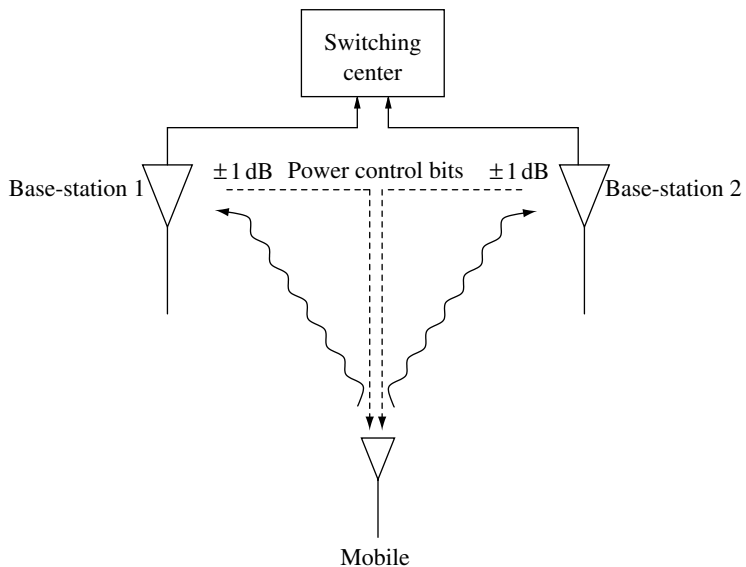 Switching
center
±1 dB
Power control bits
±1 dB
Base-station 1
Base-station 2
Mobile